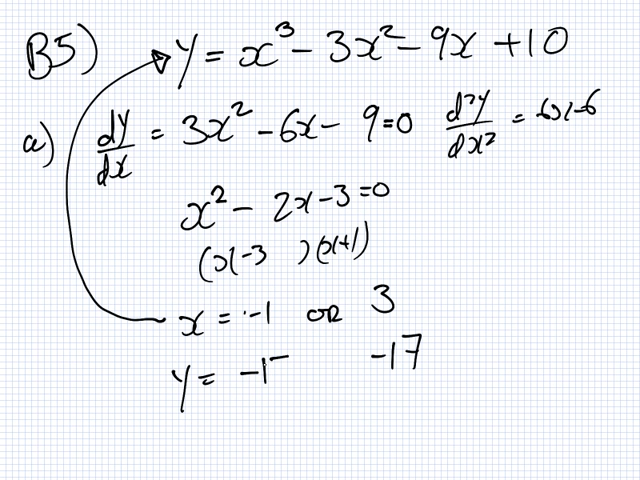 B5) y = x³ - 3x² - 9x + 10
a) dy/dx = 3x² - 6x - 9 = 0 d²y/dx² = 6x - 6
x² - 2x - 3 = 0
(x - 3 )(x+1)
x = -1 OR 3
y = -1 -17